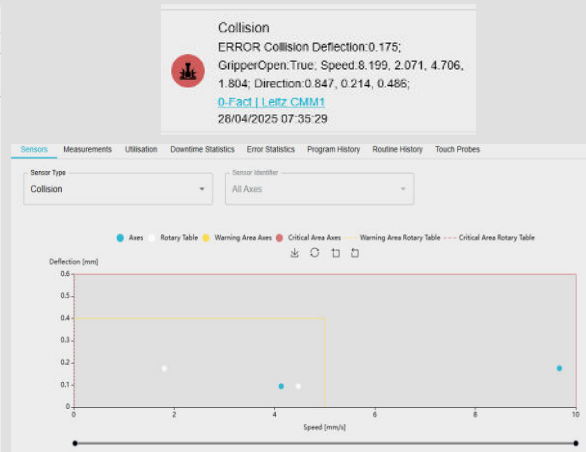 Collision
ERROR Collision Deflection:0.175;
GripperOpen:True; Speed:8.199, 2.071, 4.706,
1.804; Direction:0.847, 0.214, 0.486;
0-Fact | Leitz CMM1
28/04/2025 07:35:29
Sensors Measurements Utilisation Downtime Statistics Error Statistics Program History Routine History Touch Probes
Sensor Type
Collision
Sensor Identifier
All Axes
Axes Rotary Table Warning Area Axes Critical Area Axes Warning Area Rotary Table Critical Area Rotary Table
Deflection [mm]
0.6
0.5
0.4
0.3
0.2
0.1
0
0 2 4 6 8 10
Speed [mm/s]